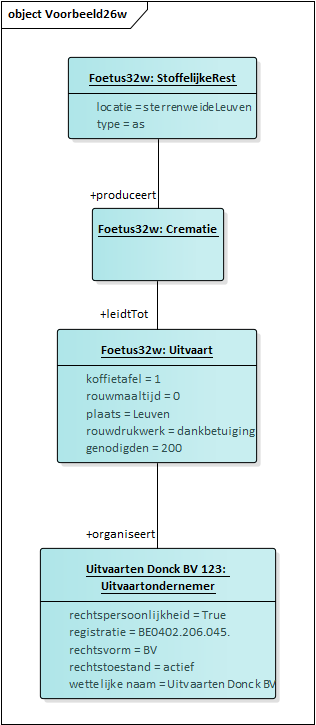 object Voorbeeld26w
Foetus32w: StoffelijkeRest
locatie = sterrenweideLeuven
type = as
+produceert
Foetus32w: Crematie
+leidtTot
Foetus32w: Uitvaart
koffietafel = 1
rouwmaaltijd = 0
plaats = Leuven
rouwdrukwerk = dankbetuiging
genodigden = 200
+organiseert
Uitvaarten Donck BV 123:
Uitvaartondernemer
rechtspersoonlijkheid = True
registratie = BE0402.206.045.
rechtsvorm = BV
rechtstoestand = actief
wettelijke naam = Uitvaarten Donck BV